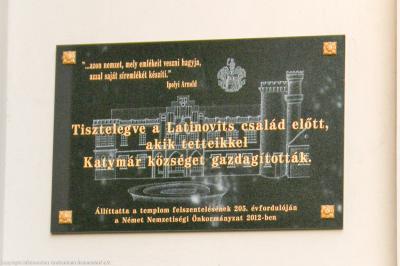 "...azon nemzet, mely emlékeit veszni hagyja,
azzal saját síremlékét készíti."
Ipolyi Arnold
Tisztelegve a Latinovits család előtt,
akik tetteikkel
Katymár községet gazdagították.
Állíttatta a templom felszentelésének 205. évfordulóján
a Német Nemzetiségi Önkormányzat 2012-ben